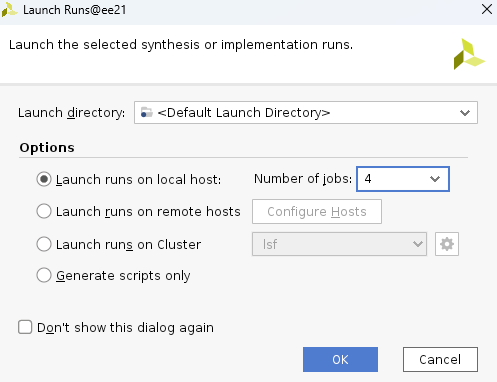 Launch Runs@ee21
Launch the selected synthesis or implementation runs.
Launch directory: <Default Launch Directory>
Options
Launch runs on local host: Number of jobs: 4
Launch runs on remote hosts Configure Hosts
Launch runs on Cluster lsf
Generate scripts only
Don't show this dialog again
OK Cancel